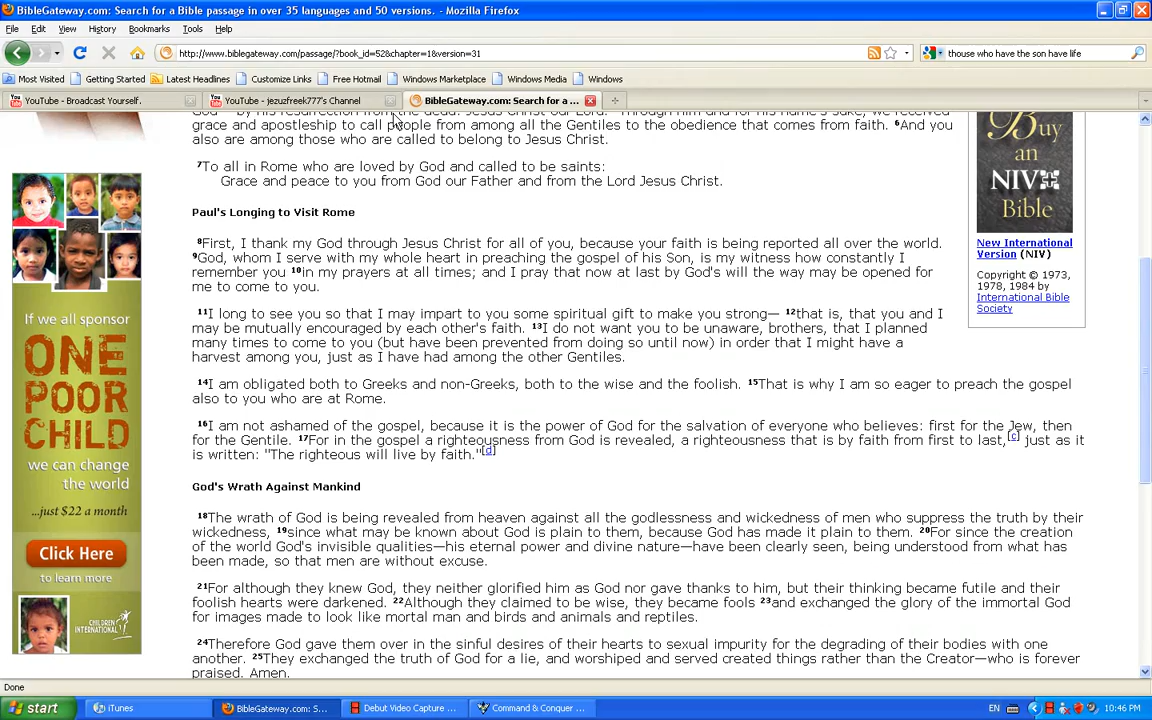 BibleGateway.com: Search for a Bible passage in over 35 languages and 50 versions. - Mozilla Firefox
File Edit View History Bookmarks Tools Help
http://www.biblegateway.com/passage/?book_id=52&chapter=1&version=31
thouse who have the son have life
Most Visited Getting Started Latest Headlines Customize Links Free Hotmail Windows Marketplace Windows Media Windows
YouTube - Broadcast Yourself. YouTube - jezuzfreek777's Channel BibleGateway.com: Search for a ...
God— by his resurrection from the dead: Jesus Christ our Lord. Through him and for his name's sake, we received
grace and apostleship to call people from among all the Gentiles to the obedience that comes from faith. 6And you
also are among those who are called to belong to Jesus Christ.
7To all in Rome who are loved by God and called to be saints:
Grace and peace to you from God our Father and from the Lord Jesus Christ.
Paul's Longing to Visit Rome
8First, I thank my God through Jesus Christ for all of you, because your faith is being reported all over the world.
9God, whom I serve with my whole heart in preaching the gospel of his Son, is my witness how constantly I
remember you 10in my prayers at all times; and I pray that now at last by God's will the way may be opened for
me to come to you.
11I long to see you so that I may impart to you some spiritual gift to make you strong— 12that is, that you and I
may be mutually encouraged by each other's faith. 13I do not want you to be unaware, brothers, that I planned
many times to come to you (but have been prevented from doing so until now) in order that I might have a
harvest among you, just as I have had among the other Gentiles.
14I am obligated both to Greeks and non-Greeks, both to the wise and the foolish. 15That is why I am so eager to preach the gospel
also to you who are at Rome.
16I am not ashamed of the gospel, because it is the power of God for the salvation of everyone who believes: first for the Jew, then
for the Gentile. 17For in the gospel a righteousness from God is revealed, a righteousness that is by faith from first to last,[c] just as it
is written: "The righteous will live by faith."[d]
God's Wrath Against Mankind
18The wrath of God is being revealed from heaven against all the godlessness and wickedness of men who suppress the truth by their
wickedness, 19since what may be known about God is plain to them, because God has made it plain to them. 20For since the creation
of the world God's invisible qualities—his eternal power and divine nature—have been clearly seen, being understood from what has
been made, so that men are without excuse.
21For although they knew God, they neither glorified him as God nor gave thanks to him, but their thinking became futile and their
foolish hearts were darkened. 22Although they claimed to be wise, they became fools 23and exchanged the glory of the immortal God
for images made to look like mortal man and birds and animals and reptiles.
24Therefore God gave them over in the sinful desires of their hearts to sexual impurity for the degrading of their bodies with one
another. 25They exchanged the truth of God for a lie, and worshiped and served created things rather than the Creator—who is forever
praised. Amen.
If we all sponsor
ONE
POOR
CHILD
we can change
the world
...just $22 a month
Click Here
to learn more
CHILDREN
INTERNATIONAL
Buy
an
NIV
Bible
New International
Version (NIV)
Copyright © 1973,
1978, 1984 by
International Bible
Society
Done
start iTunes BibleGateway.com: S... Debut Video Capture ... Command & Conquer ... EN 10:46 PM